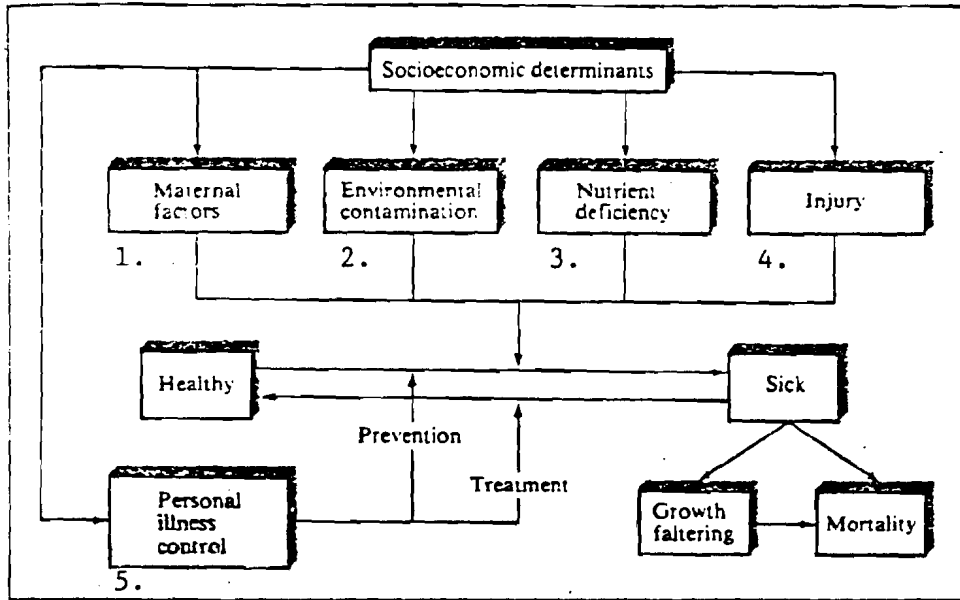 Socioeconomic determinants
Maternal
factors
Environmental
contamination
Nutrient
deficiency
Injury
1.
2.
3.
4.
Healthy
Sick
Prevention
Treatment
Personal
illness
control
Growth
faltering
Mortality
5.